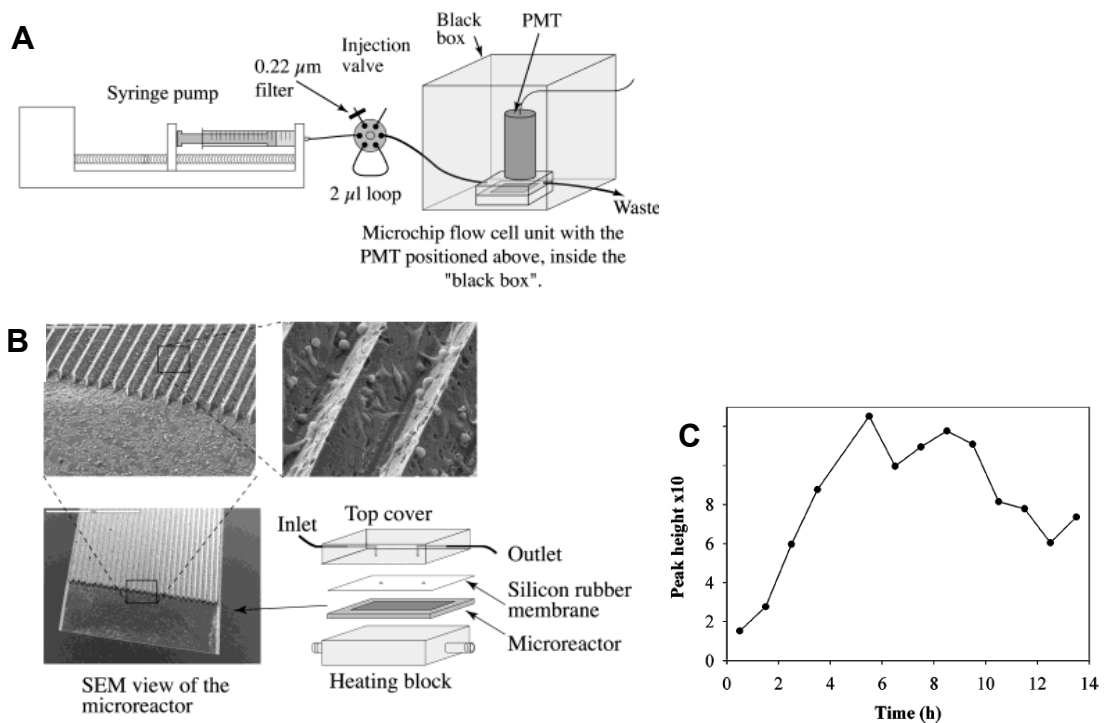 A
Black
box
PMT
Injection
valve
0.22 µm
filter
Syringe pump
2 µl loop
Waste
Microchip flow cell unit with the
PMT positioned above, inside the
"black box".
B
Inlet
Top cover
Outlet
Silicon rubber
membrane
Microreactor
Heating block
SEM view of the
microreactor
C
Peak height x10
8
6
4
2
0
0 2 4 6 8 10 12 14
Time (h)